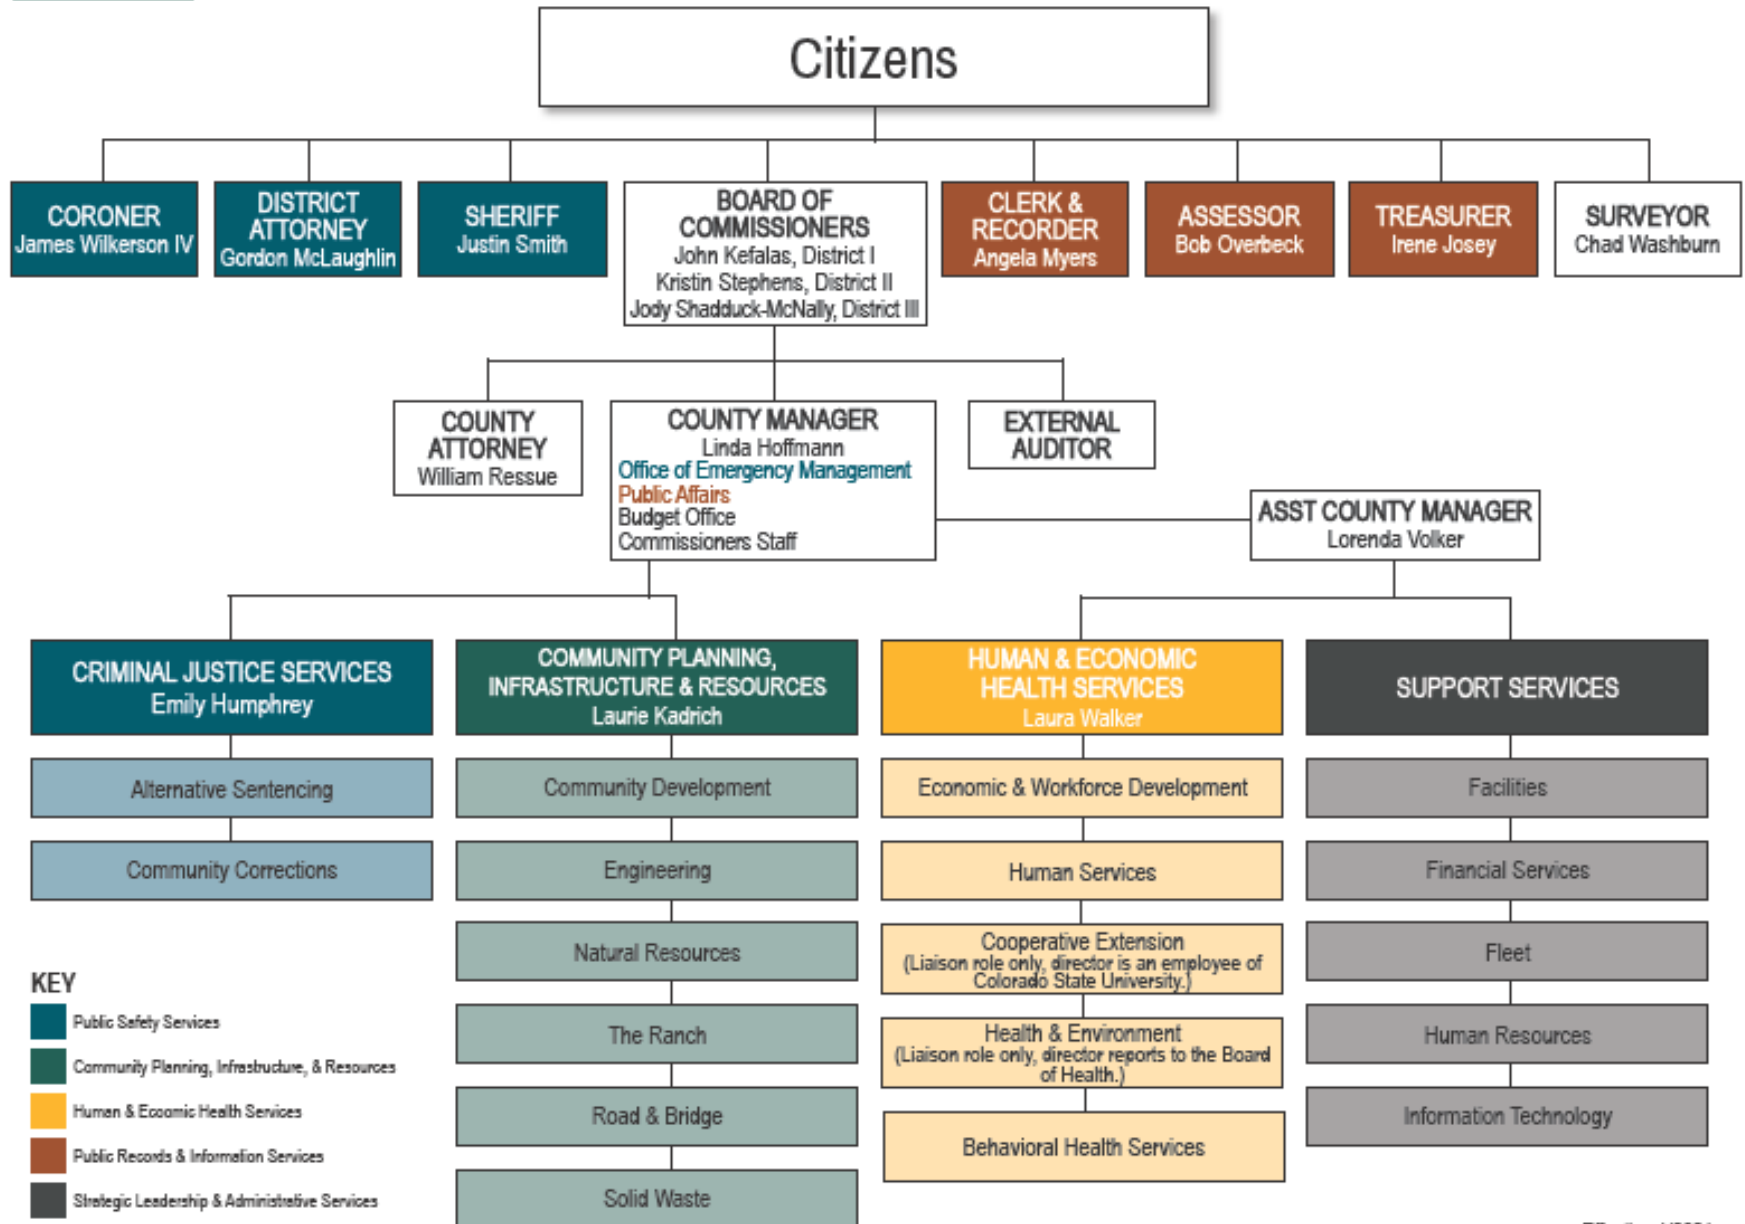 Citizens
CORONER
James Wilkerson IV
DISTRICT
ATTORNEY
Gordon McLaughlin
SHERIFF
Justin Smith
BOARD OF
COMMISSIONERS
John Kefalas, District I
Kristin Stephens, District II
Jody Shadduck-McNally, District III
CLERK &
RECORDER
Angela Myers
ASSESSOR
Bob Overbeck
TREASURER
Irene Josey
SURVEYOR
Chad Washburn
COUNTY
ATTORNEY
William Ressue
COUNTY MANAGER
Linda Hoffmann
Office of Emergency Management
Public Affairs
Budget Office
Commissioners Staff
EXTERNAL
AUDITOR
ASST COUNTY MANAGER
Lorenda Volker
CRIMINAL JUSTICE SERVICES
Emily Humphrey
Alternative Sentencing
Community Corrections
COMMUNITY PLANNING,
INFRASTRUCTURE & RESOURCES
Laurie Kadrich
Community Development
Engineering
Natural Resources
The Ranch
Road & Bridge
Solid Waste
HUMAN & ECONOMIC
HEALTH SERVICES
Laura Walker
Economic & Workforce Development
Human Services
Cooperative Extension
(Liaison role only, director is an employee of
Colorado State University.)
Health & Environment
(Liaison role only, director reports to the Board
of Health.)
Behavioral Health Services
SUPPORT SERVICES
Facilities
Financial Services
Fleet
Human Resources
Information Technology
KEY
Public Safety Services
Community Planning, Infrastructure, & Resources
Human & Ecoomic Health Services
Public Records & Information Services
Strategic Leadership & Administrative Services